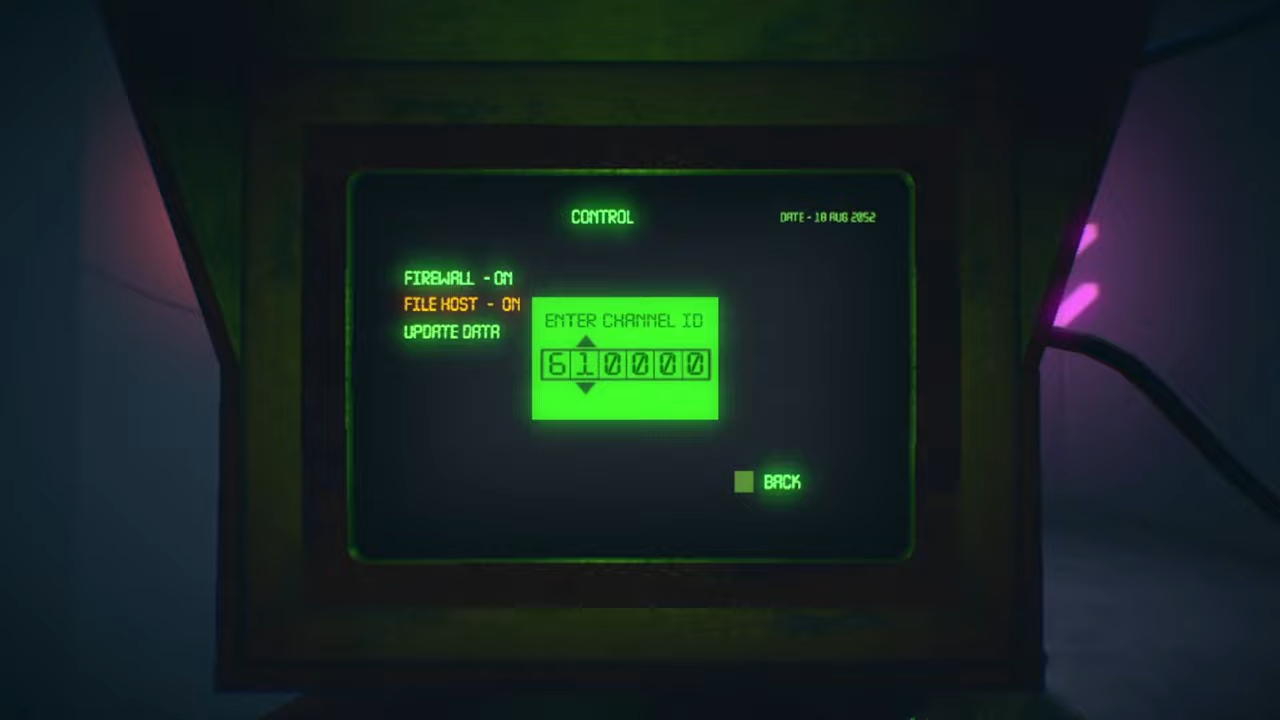 CONTROL
DATE - 18 AUG 2052
FIREWALL - ON
FILE HOST - ON
UPDATE DATA
ENTER CHANNEL ID
610000
BACK